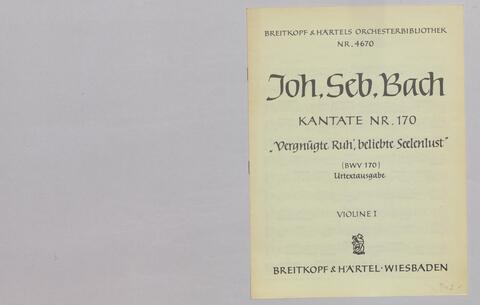 BREITKOPF & HÄRTELS ORCHESTERBIBLIOTHEK
NR. 4670
Joh. Seb. Bach
KANTATE NR. 170
„Vergnügte Ruh', beliebte Seelenlust"
(BWV 170)
Urtextausgabe
VIOLINE I
BREITKOPF & HÄRTEL · WIESBADEN